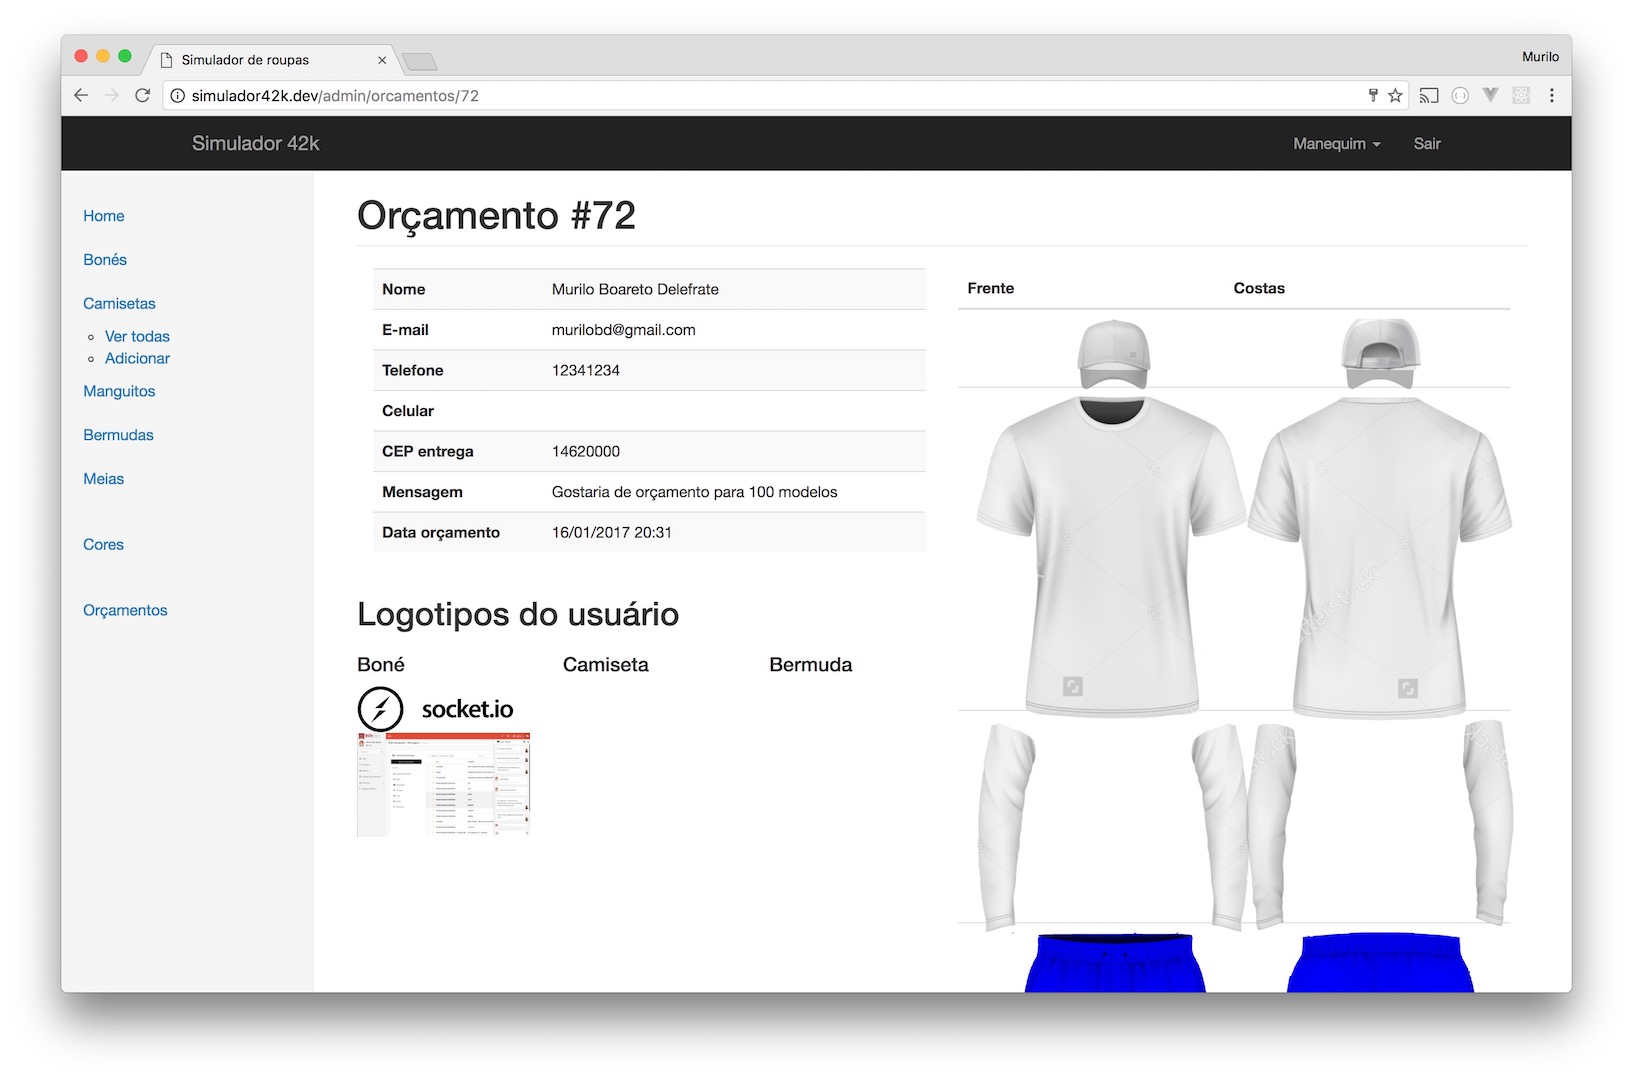 Simulador de roupas
Murilo
simulador42k.dev/admin/orcamentos/72
Simulador 42k
Manequim
Sair
Home
Bonés
Camisetas
Ver todas
Adicionar
Manguitos
Bermudas
Meias
Cores
Orçamentos
Orçamento #72
Nome Murilo Boareto Delefrate
E-mail murilobd@gmail.com
Telefone 12341234
Celular
CEP entrega 14620000
Mensagem Gostaria de orçamento para 100 modelos
Data orçamento 16/01/2017 20:31
Logotipos do usuário
Boné Camiseta Bermuda
socket.io
Frente Costas